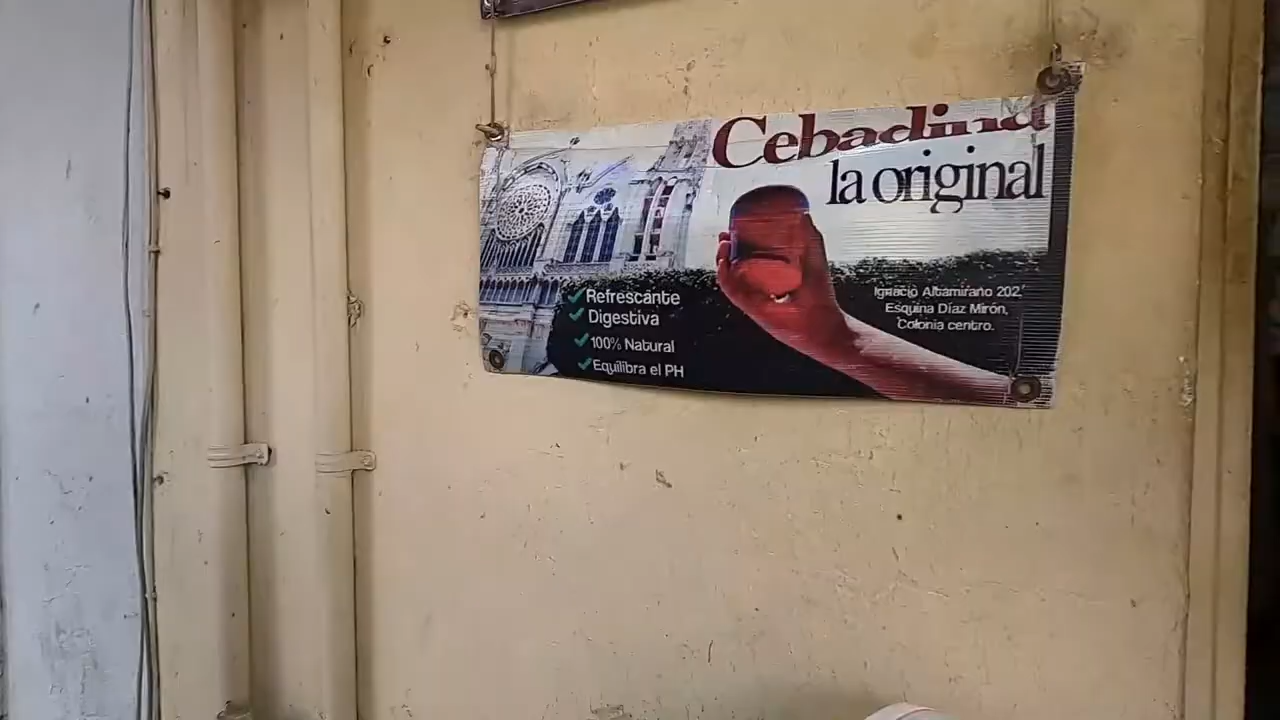 Cebadina
la original
Refrescante
Digestiva
100% Natural
Equilibra el PH
Ignacio Altamirano 202,
Esquina Díaz Mirón,
Colonia centro.